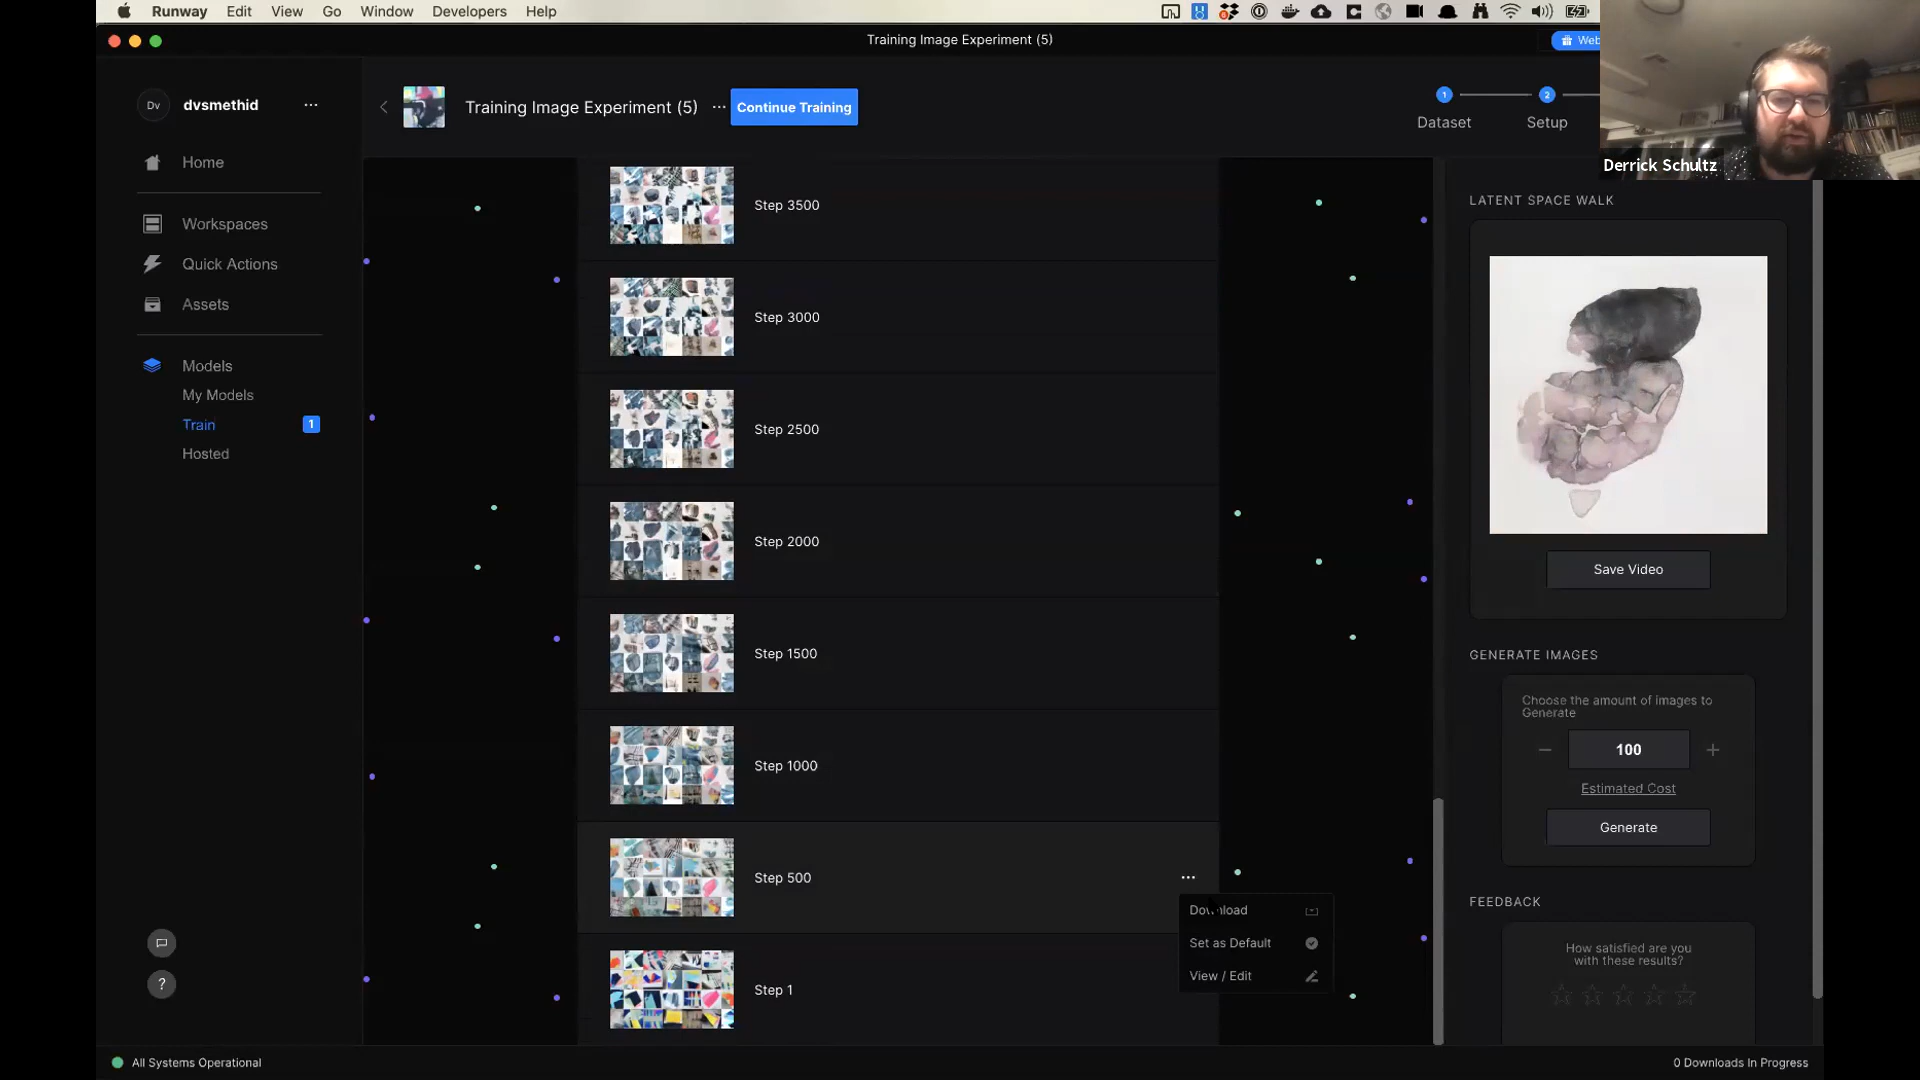 Runway Edit View Go Window Developers Help
Training Image Experiment (5)
Web
Dv dvsmethid ...
Training Image Experiment (5) ... Continue Training
1 2
Dataset Setup
Derrick Schultz
Home
Workspaces
Quick Actions
Assets
Models
My Models
Train 1
Hosted
Step 3500
Step 3000
Step 2500
Step 2000
Step 1500
Step 1000
Step 500 ...
Step 1
Download
Set as Default
View / Edit
LATENT SPACE WALK
Save Video
GENERATE IMAGES
Choose the amount of images to
Generate
− 100 +
Estimated Cost
Generate
FEEDBACK
How satisfied are you
with these results?
?
All Systems Operational
0 Downloads In Progress